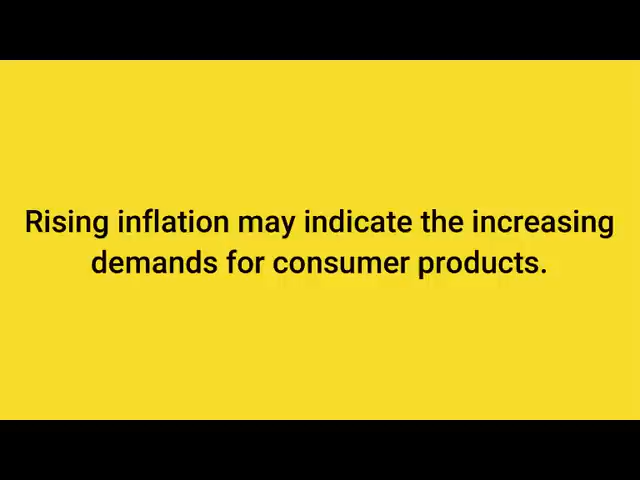 Rising inflation may indicate the increasing
demands for consumer products.